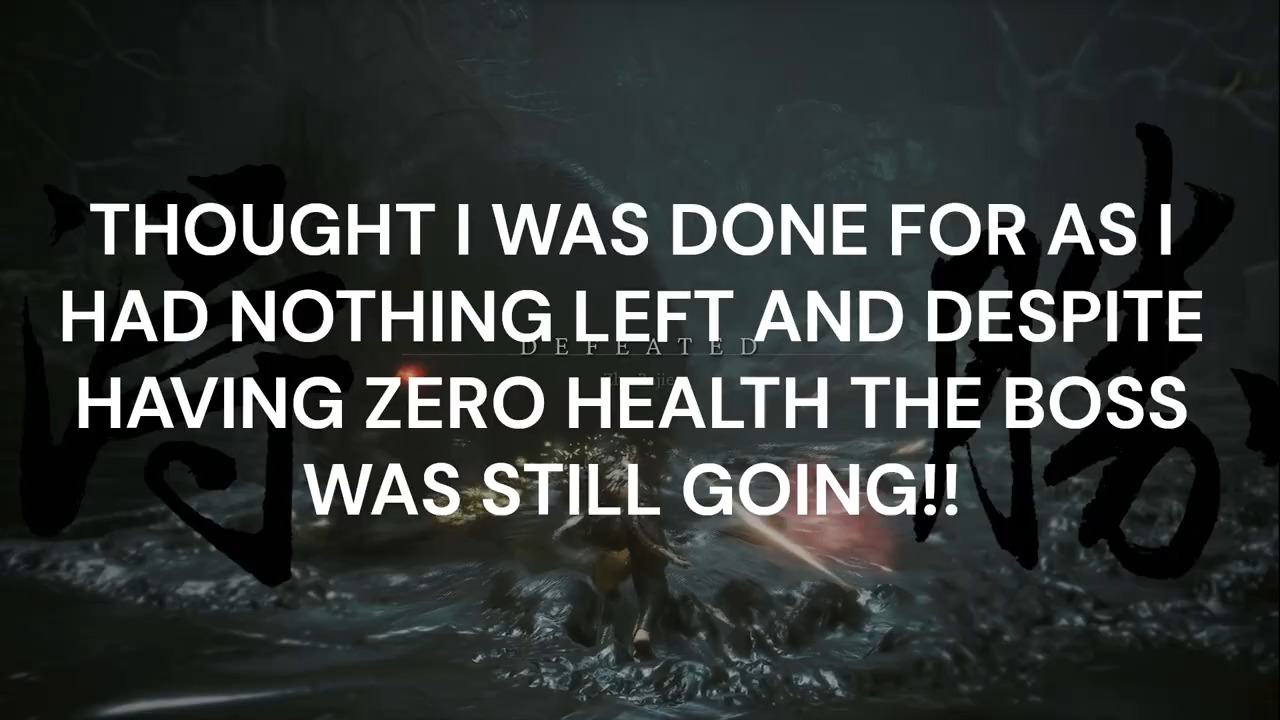 THOUGHT I WAS DONE FOR AS I
HAD NOTHING LEFT AND DESPITE
DEFEATED
HAVING ZERO HEALTH THE BOSS
WAS STILL GOING!!
勝